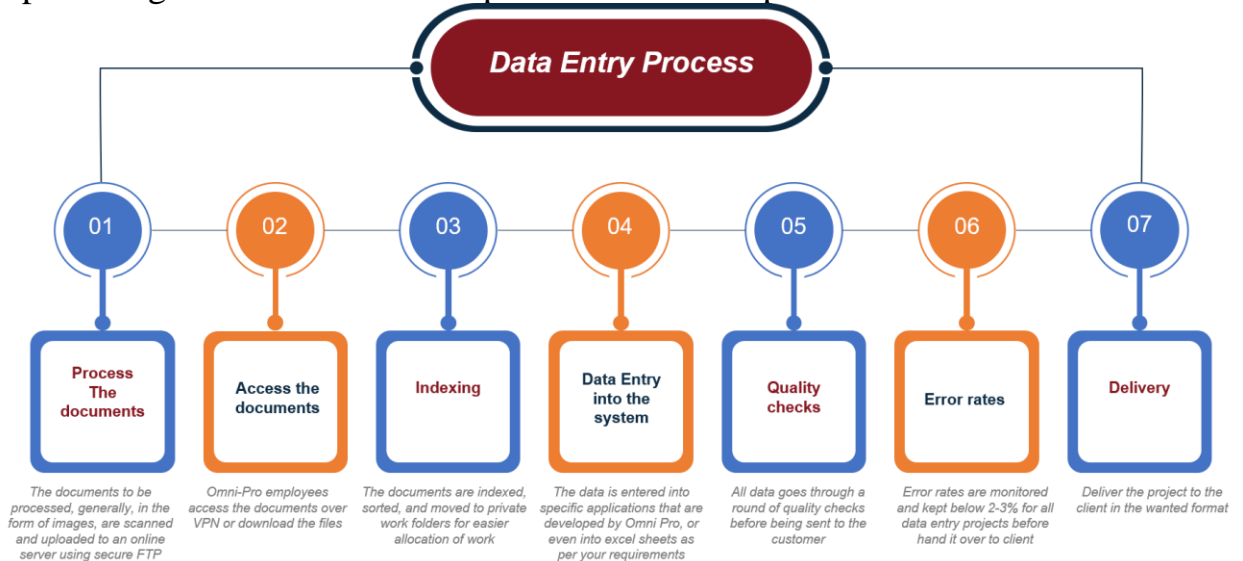 Data Entry Process
01
02
03
04
05
06
07
Process
The
documents
Access the
documents
Indexing
Data Entry
into the
system
Quality
checks
Error rates
Delivery
The documents to be
processed, generally, in the
form of images, are scanned
and uploaded to an online
server using secure FTP
Omni-Pro employees
access the documents over
VPN or download the files
The documents are indexed,
sorted, and moved to private
work folders for easier
allocation of work
The data is entered into
specific applications that are
developed by Omni Pro, or
even into excel sheets as
per your requirements
All data goes through a
round of quality checks
before being sent to the
customer
Error rates are monitored
and kept below 2-3% for all
data entry projects before
hand it over to client
Deliver the project to the
client in the wanted format